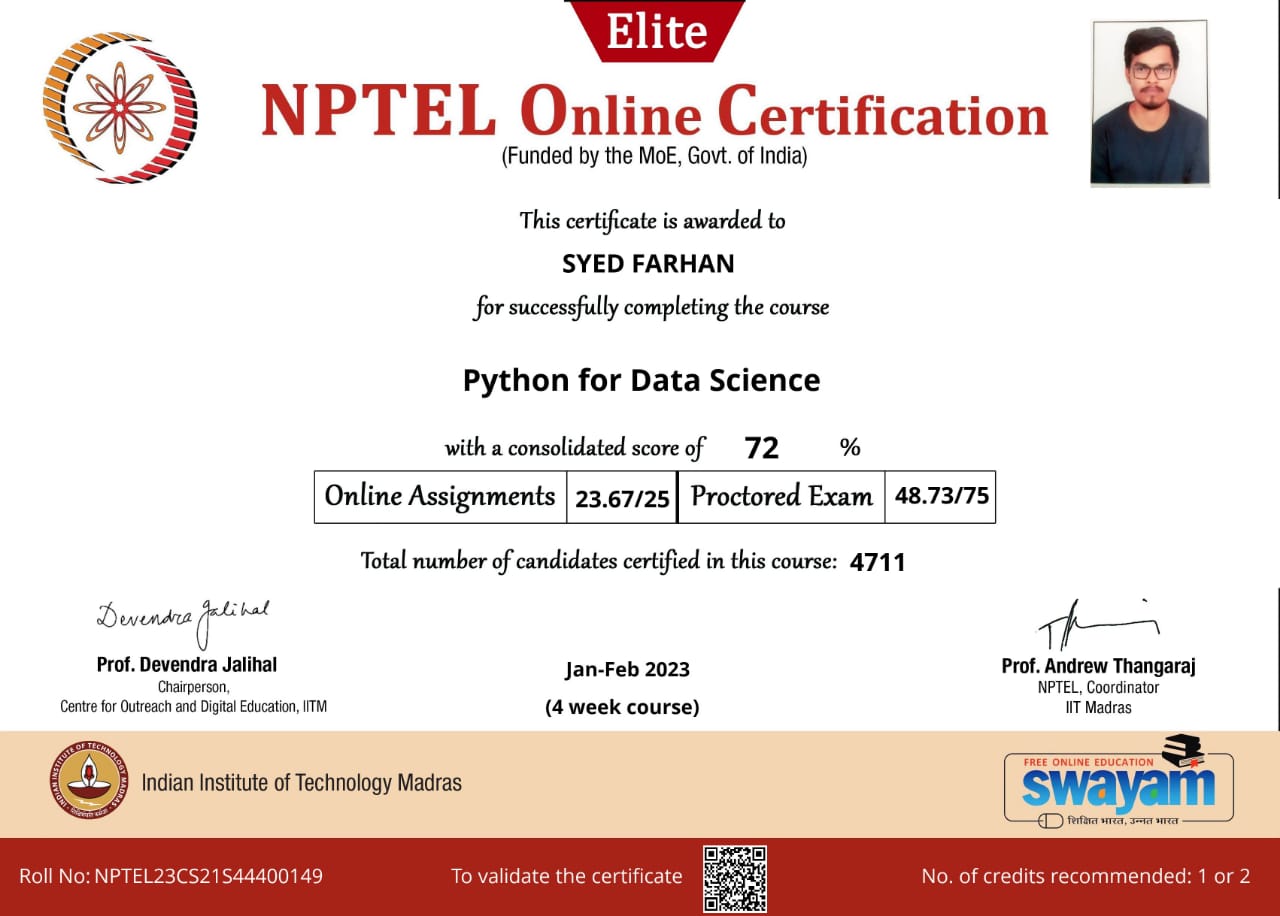 Elite
NPTEL Online Certification
(Funded by the MoE, Govt. of India)
This certificate is awarded to
SYED FARHAN
for successfully completing the course
Python for Data Science
with a consolidated score of 72 %
Online Assignments 23.67/25 Proctored Exam 48.73/75
Total number of candidates certified in this course: 4711
Devendra Jalihal
Prof. Devendra Jalihal
Chairperson,
Centre for Outreach and Digital Education, IITM
Jan-Feb 2023
(4 week course)
Prof. Andrew Thangaraj
NPTEL, Coordinator
IIT Madras
INDIAN INSTITUTE OF TECHNOLOGY MADRAS
Indian Institute of Technology Madras
FREE ONLINE EDUCATION
swayam
शिक्षित भारत, उन्नत भारत
Roll No: NPTEL23CS21S44400149
To validate the certificate
No. of credits recommended: 1 or 2